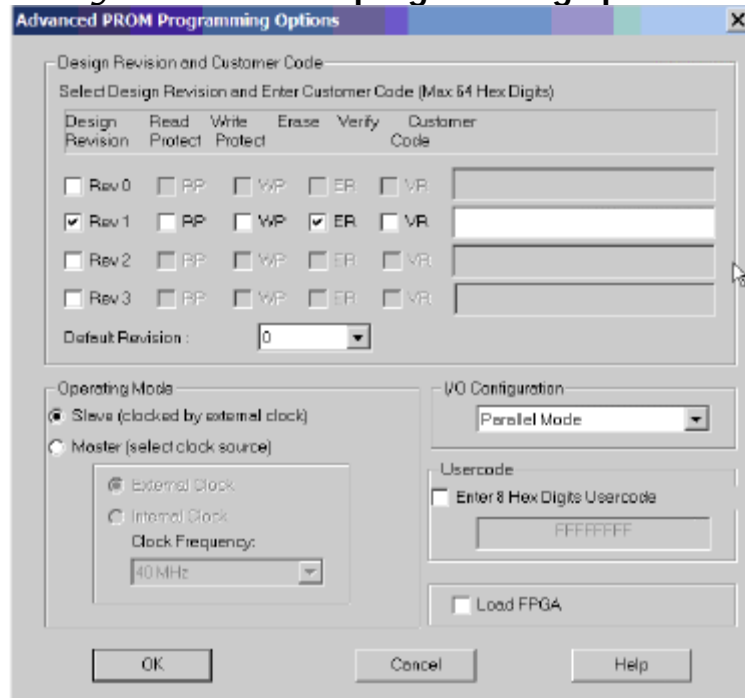 Advanced PROM Programming Options
Design Revision and Customer Code
Select Design Revision and Enter Customer Code (Max 64 Hex Digits)
Design Read Write Erase Verify Customer
Revision Protect Protect Code
Rev 0 RP WP ER VR
Rev 1 RP WP ER VR
Rev 2 RP WP ER VR
Rev 3 RP WP ER VR
Default Revision : 0
Operating Mode
Slave (clocked by external clock)
Master (select clock source)
External Clock
Internal Clock
Clock Frequency:
40 MHz
I/O Configuration
Parallel Mode
Usercode
Enter 8 Hex Digits Usercode
FFFFFFFF
Load FPGA
OK Cancel Help